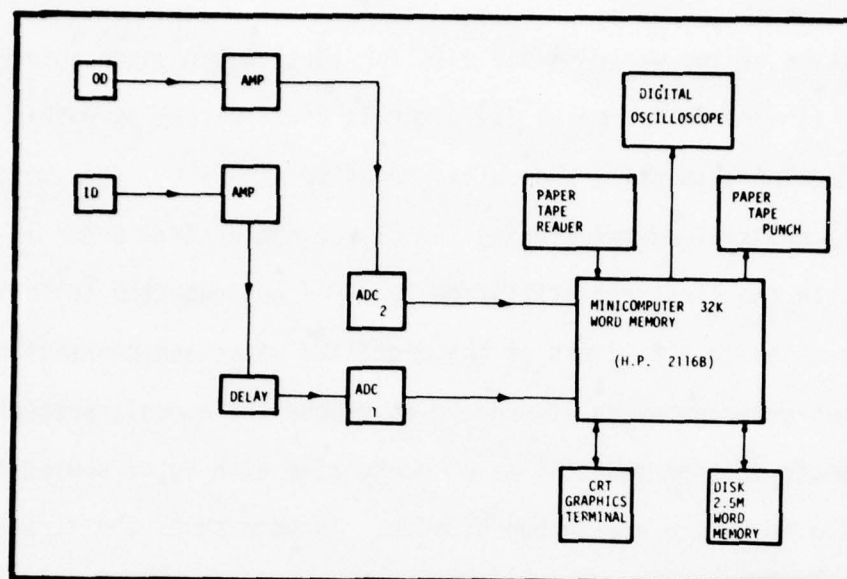 OD
AMP
DIGITAL
OSCILLOSCOPE
ID
AMP
PAPER
TAPE
READER
PAPER
TAPE
PUNCH
ADC
2
MINICOMPUTER 32K
WORD MEMORY
(H.P. 2116B)
DELAY
ADC
1
CRT
GRAPHICS
TERMINAL
DISK
2.5M
WORD
MEMORY